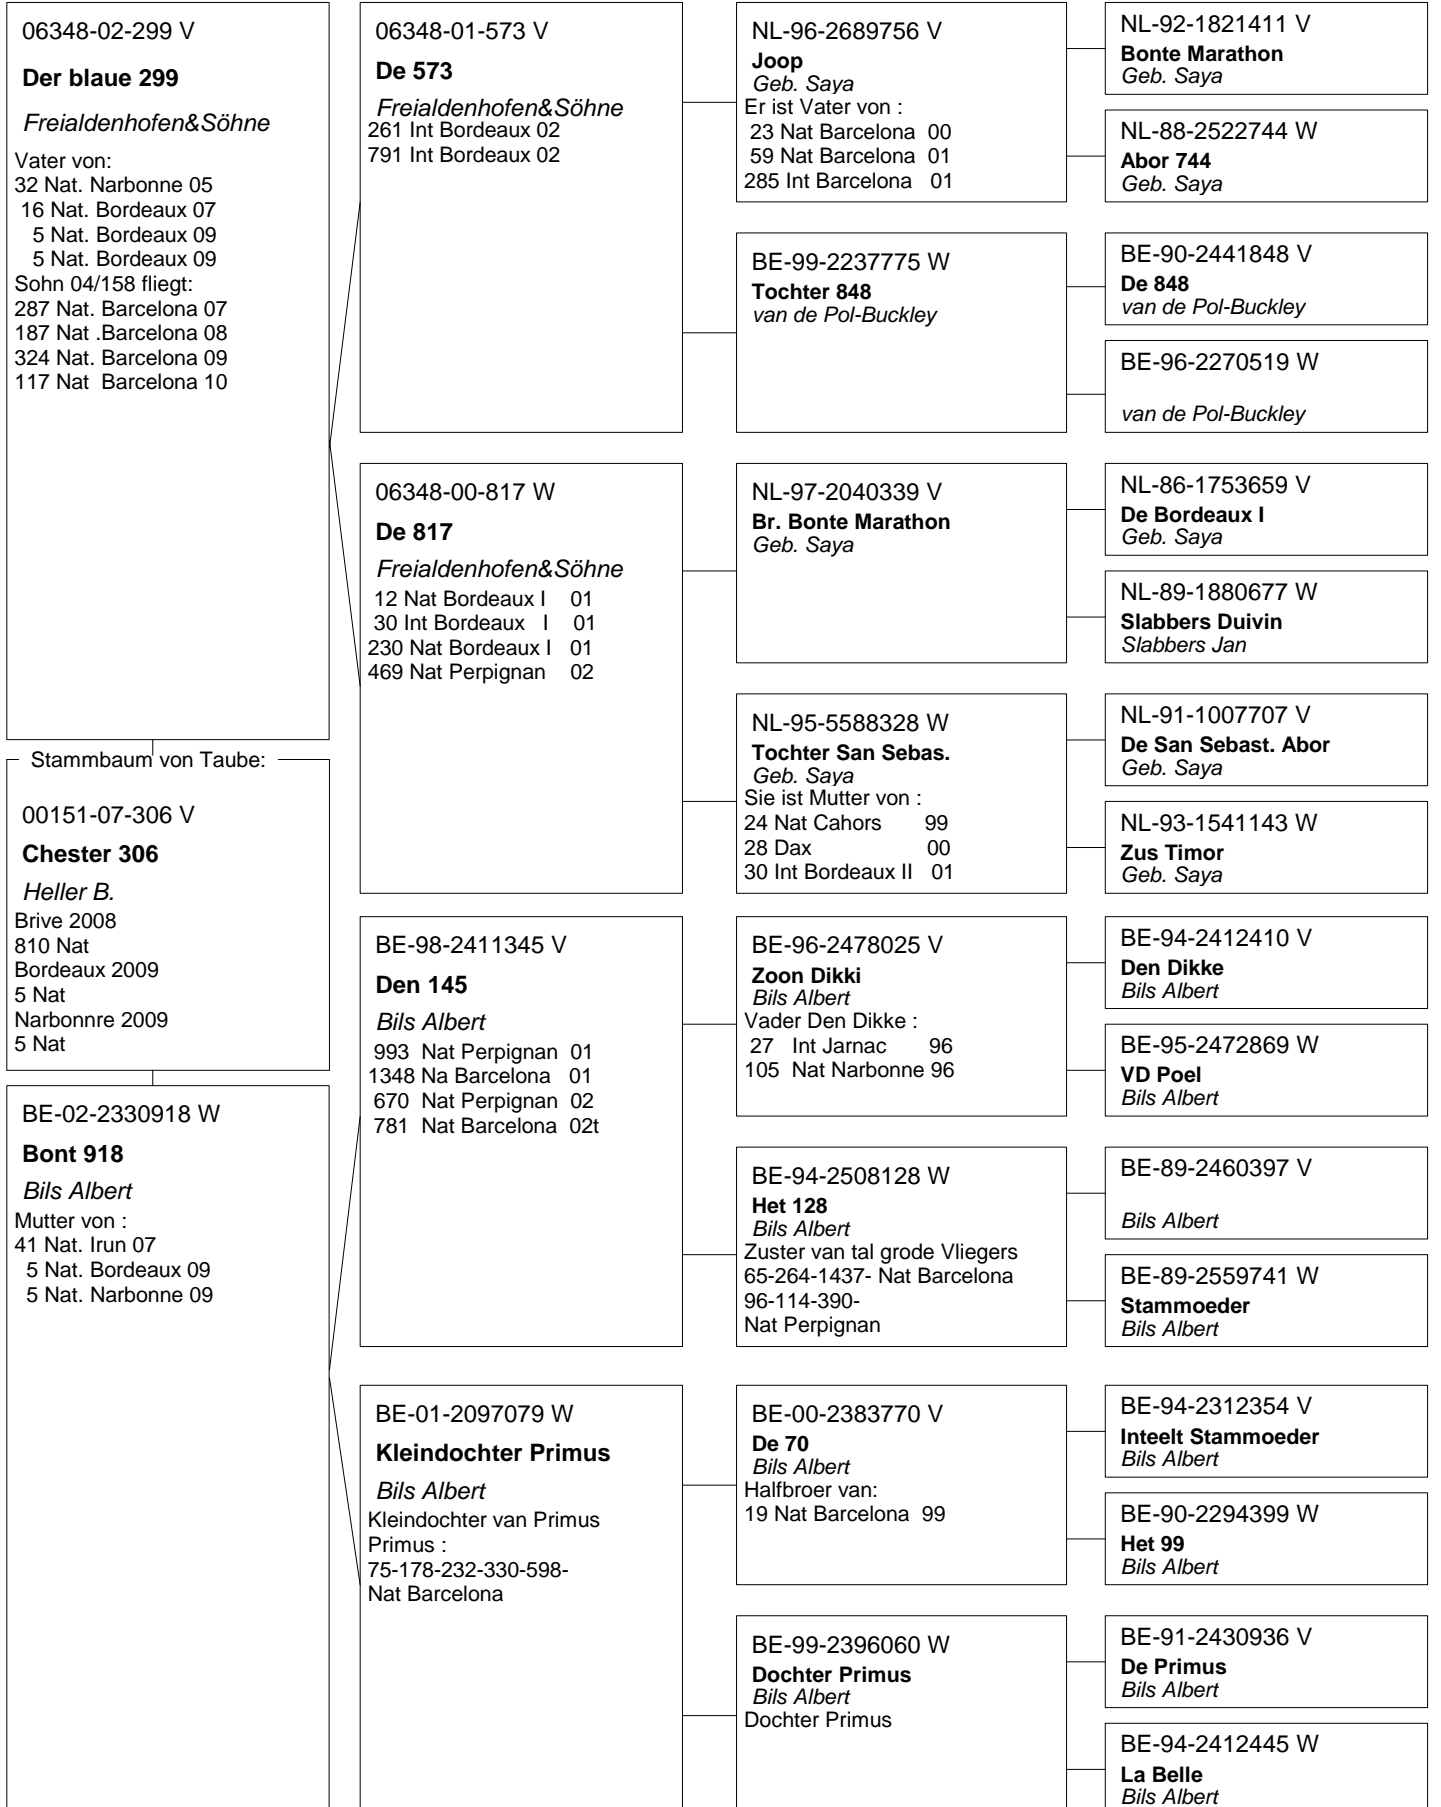 06348-02-299 V
Der blaue 299
Freialdenhofen&Söhne
Vater von:
32 Nat. Narbonne 05
16 Nat. Bordeaux 07
5 Nat. Bordeaux 09
5 Nat. Bordeaux 09
Sohn 04/158 fliegt:
287 Nat. Barcelona 07
187 Nat .Barcelona 08
324 Nat. Barcelona 09
117 Nat Barcelona 10
Stammbaum von Taube:
00151-07-306 V
Chester 306
Heller B.
Brive 2008
810 Nat
Bordeaux 2009
5 Nat
Narbonnre 2009
5 Nat
BE-02-2330918 W
Bont 918
Bils Albert
Mutter von :
41 Nat. Irun 07
5 Nat. Bordeaux 09
5 Nat. Narbonne 09
06348-01-573 V
De 573
Freialdenhofen&Söhne
261 Int Bordeaux 02
791 Int Bordeaux 02
06348-00-817 W
De 817
Freialdenhofen&Söhne
12 Nat Bordeaux I 01
30 Int Bordeaux I 01
230 Nat Bordeaux I 01
469 Nat Perpignan 02
BE-98-2411345 V
Den 145
Bils Albert
993 Nat Perpignan 01
1348 Na Barcelona 01
670 Nat Perpignan 02
781 Nat Barcelona 02t
BE-01-2097079 W
Kleindochter Primus
Bils Albert
Kleindochter van Primus
Primus :
75-178-232-330-598-
Nat Barcelona
NL-96-2689756 V
Joop
Geb. Saya
Er ist Vater von :
23 Nat Barcelona 00
59 Nat Barcelona 01
285 Int Barcelona 01
BE-99-2237775 W
Tochter 848
van de Pol-Buckley
NL-97-2040339 V
Br. Bonte Marathon
Geb. Saya
NL-95-5588328 W
Tochter San Sebas.
Geb. Saya
Sie ist Mutter von :
24 Nat Cahors 99
28 Dax 00
30 Int Bordeaux II 01
BE-96-2478025 V
Zoon Dikki
Bils Albert
Vader Den Dikke :
27 Int Jarnac 96
105 Nat Narbonne 96
BE-94-2508128 W
Het 128
Bils Albert
Zuster van tal grode Vliegers
65-264-1437- Nat Barcelona
96-114-390-
Nat Perpignan
BE-00-2383770 V
De 70
Bils Albert
Halfbroer van:
19 Nat Barcelona 99
BE-99-2396060 W
Dochter Primus
Bils Albert
Dochter Primus
NL-92-1821411 V
Bonte Marathon
Geb. Saya
NL-88-2522744 W
Abor 744
Geb. Saya
BE-90-2441848 V
De 848
van de Pol-Buckley
BE-96-2270519 W
van de Pol-Buckley
NL-86-1753659 V
De Bordeaux I
Geb. Saya
NL-89-1880677 W
Slabbers Duivin
Slabbers Jan
NL-91-1007707 V
De San Sebast. Abor
Geb. Saya
NL-93-1541143 W
Zus Timor
Geb. Saya
BE-94-2412410 V
Den Dikke
Bils Albert
BE-95-2472869 W
VD Poel
Bils Albert
BE-89-2460397 V
Bils Albert
BE-89-2559741 W
Stammoeder
Bils Albert
BE-94-2312354 V
Inteelt Stammoeder
Bils Albert
BE-90-2294399 W
Het 99
Bils Albert
BE-91-2430936 V
De Primus
Bils Albert
BE-94-2412445 W
La Belle
Bils Albert